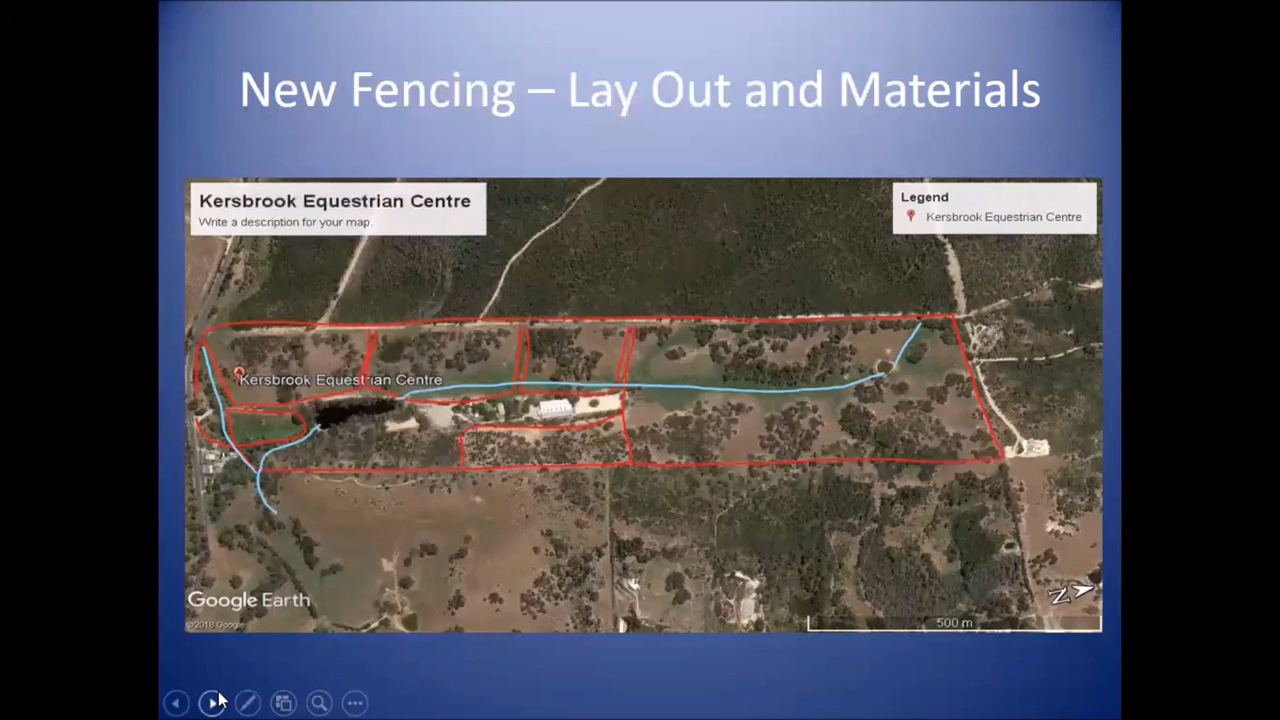 New Fencing – Lay Out and Materials
Kersbrook Equestrian Centre
Write a description for your map.
Legend
Kersbrook Equestrian Centre
Kersbrook Equestrian Centre
Google Earth
©2018 Google
N
500 m